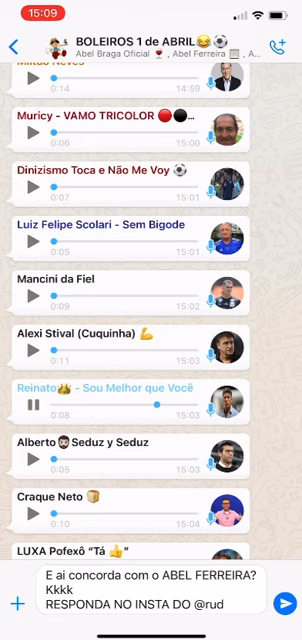 15:09
BOLEIROS 1 de ABRIL😂⚽
Abel Braga Oficial 🍷, Abel Ferreira 📋, A...
0:14 14:59
Muricy - VAMO TRICOLOR 🔴⚫...
0:06 15:00
Dinizismo Toca e Não Me Voy ⚽
0:07 15:01
Luiz Felipe Scolari - Sem Bigode
0:05 15:01
Mancini da Fiel
0:09 15:02
Alexi Stival (Cuquinha) 💪
0:11 15:03
Reinato👑 - Sou Melhor que Você
0:08 15:03
Alberto🧔🏻Seduz y Seduz
0:05 15:03
Craque Neto 🍞
0:10 15:04
LUXA Pofexô “Tá 👍”
E ai concorda com o ABEL FERREIRA?
Kkkk
RESPONDA NO INSTA DO @rud